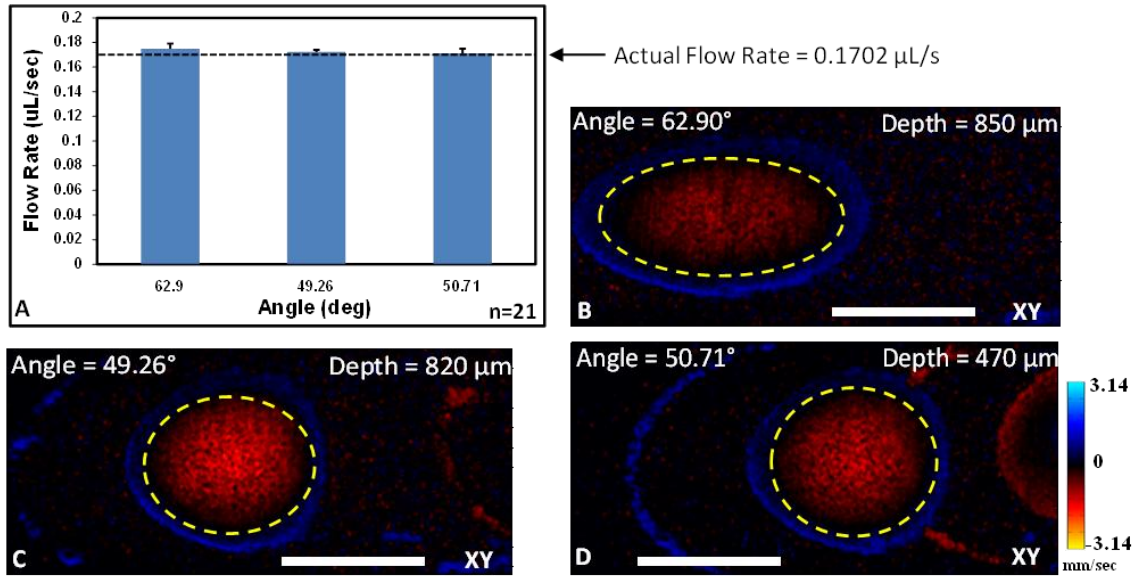 0.2
0.18
0.16
0.14
0.12
0.1
0.08
0.06
0.04
0.02
0
Flow Rate (uL/sec)
62.9 49.26 50.71
Angle (deg)
A
n=21
Actual Flow Rate = 0.1702 µL/s
Angle = 62.90° Depth = 850 µm
B XY
Angle = 49.26° Depth = 820 µm
C XY
Angle = 50.71° Depth = 470 µm
D XY
3.14
0
-3.14
mm/sec